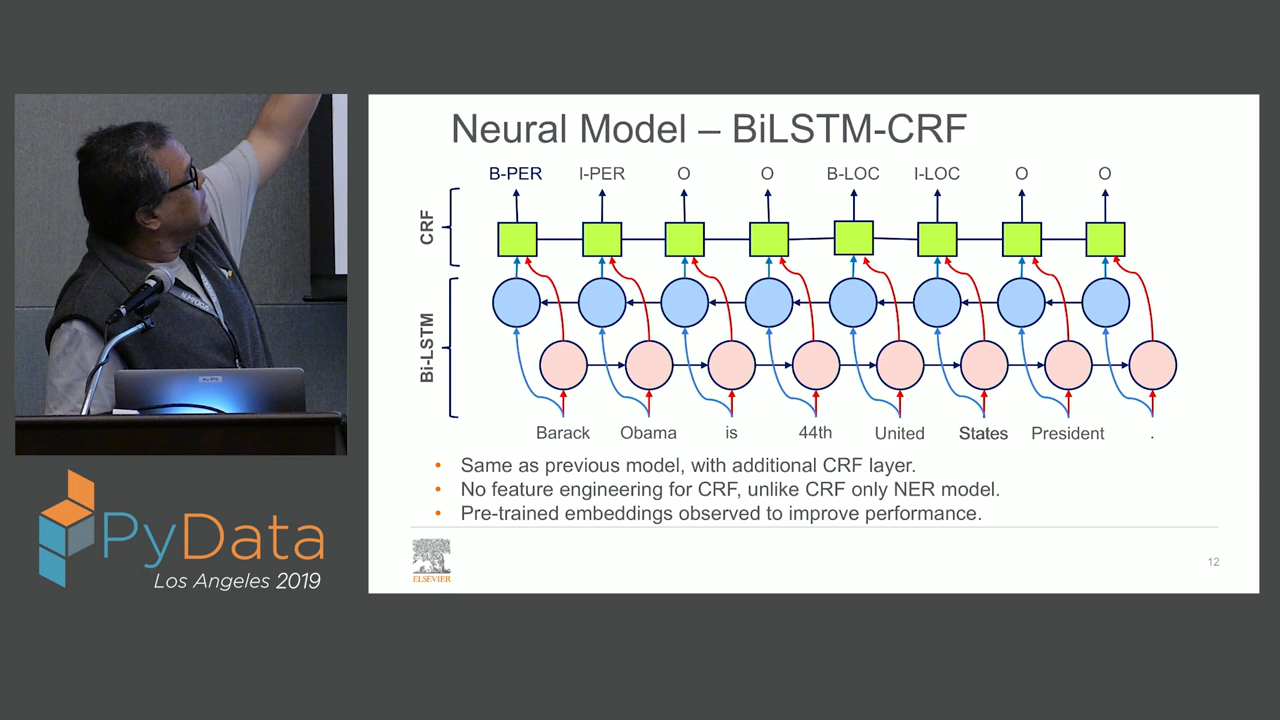 Neural Model – BiLSTM-CRF
B-PER I-PER O O B-LOC I-LOC O O
CRF
Bi-LSTM
Barack Obama is 44th United States President .
• Same as previous model, with additional CRF layer.
• No feature engineering for CRF, unlike CRF only NER model.
• Pre-trained embeddings observed to improve performance.
ELSEVIER
12
PyData
Los Angeles 2019